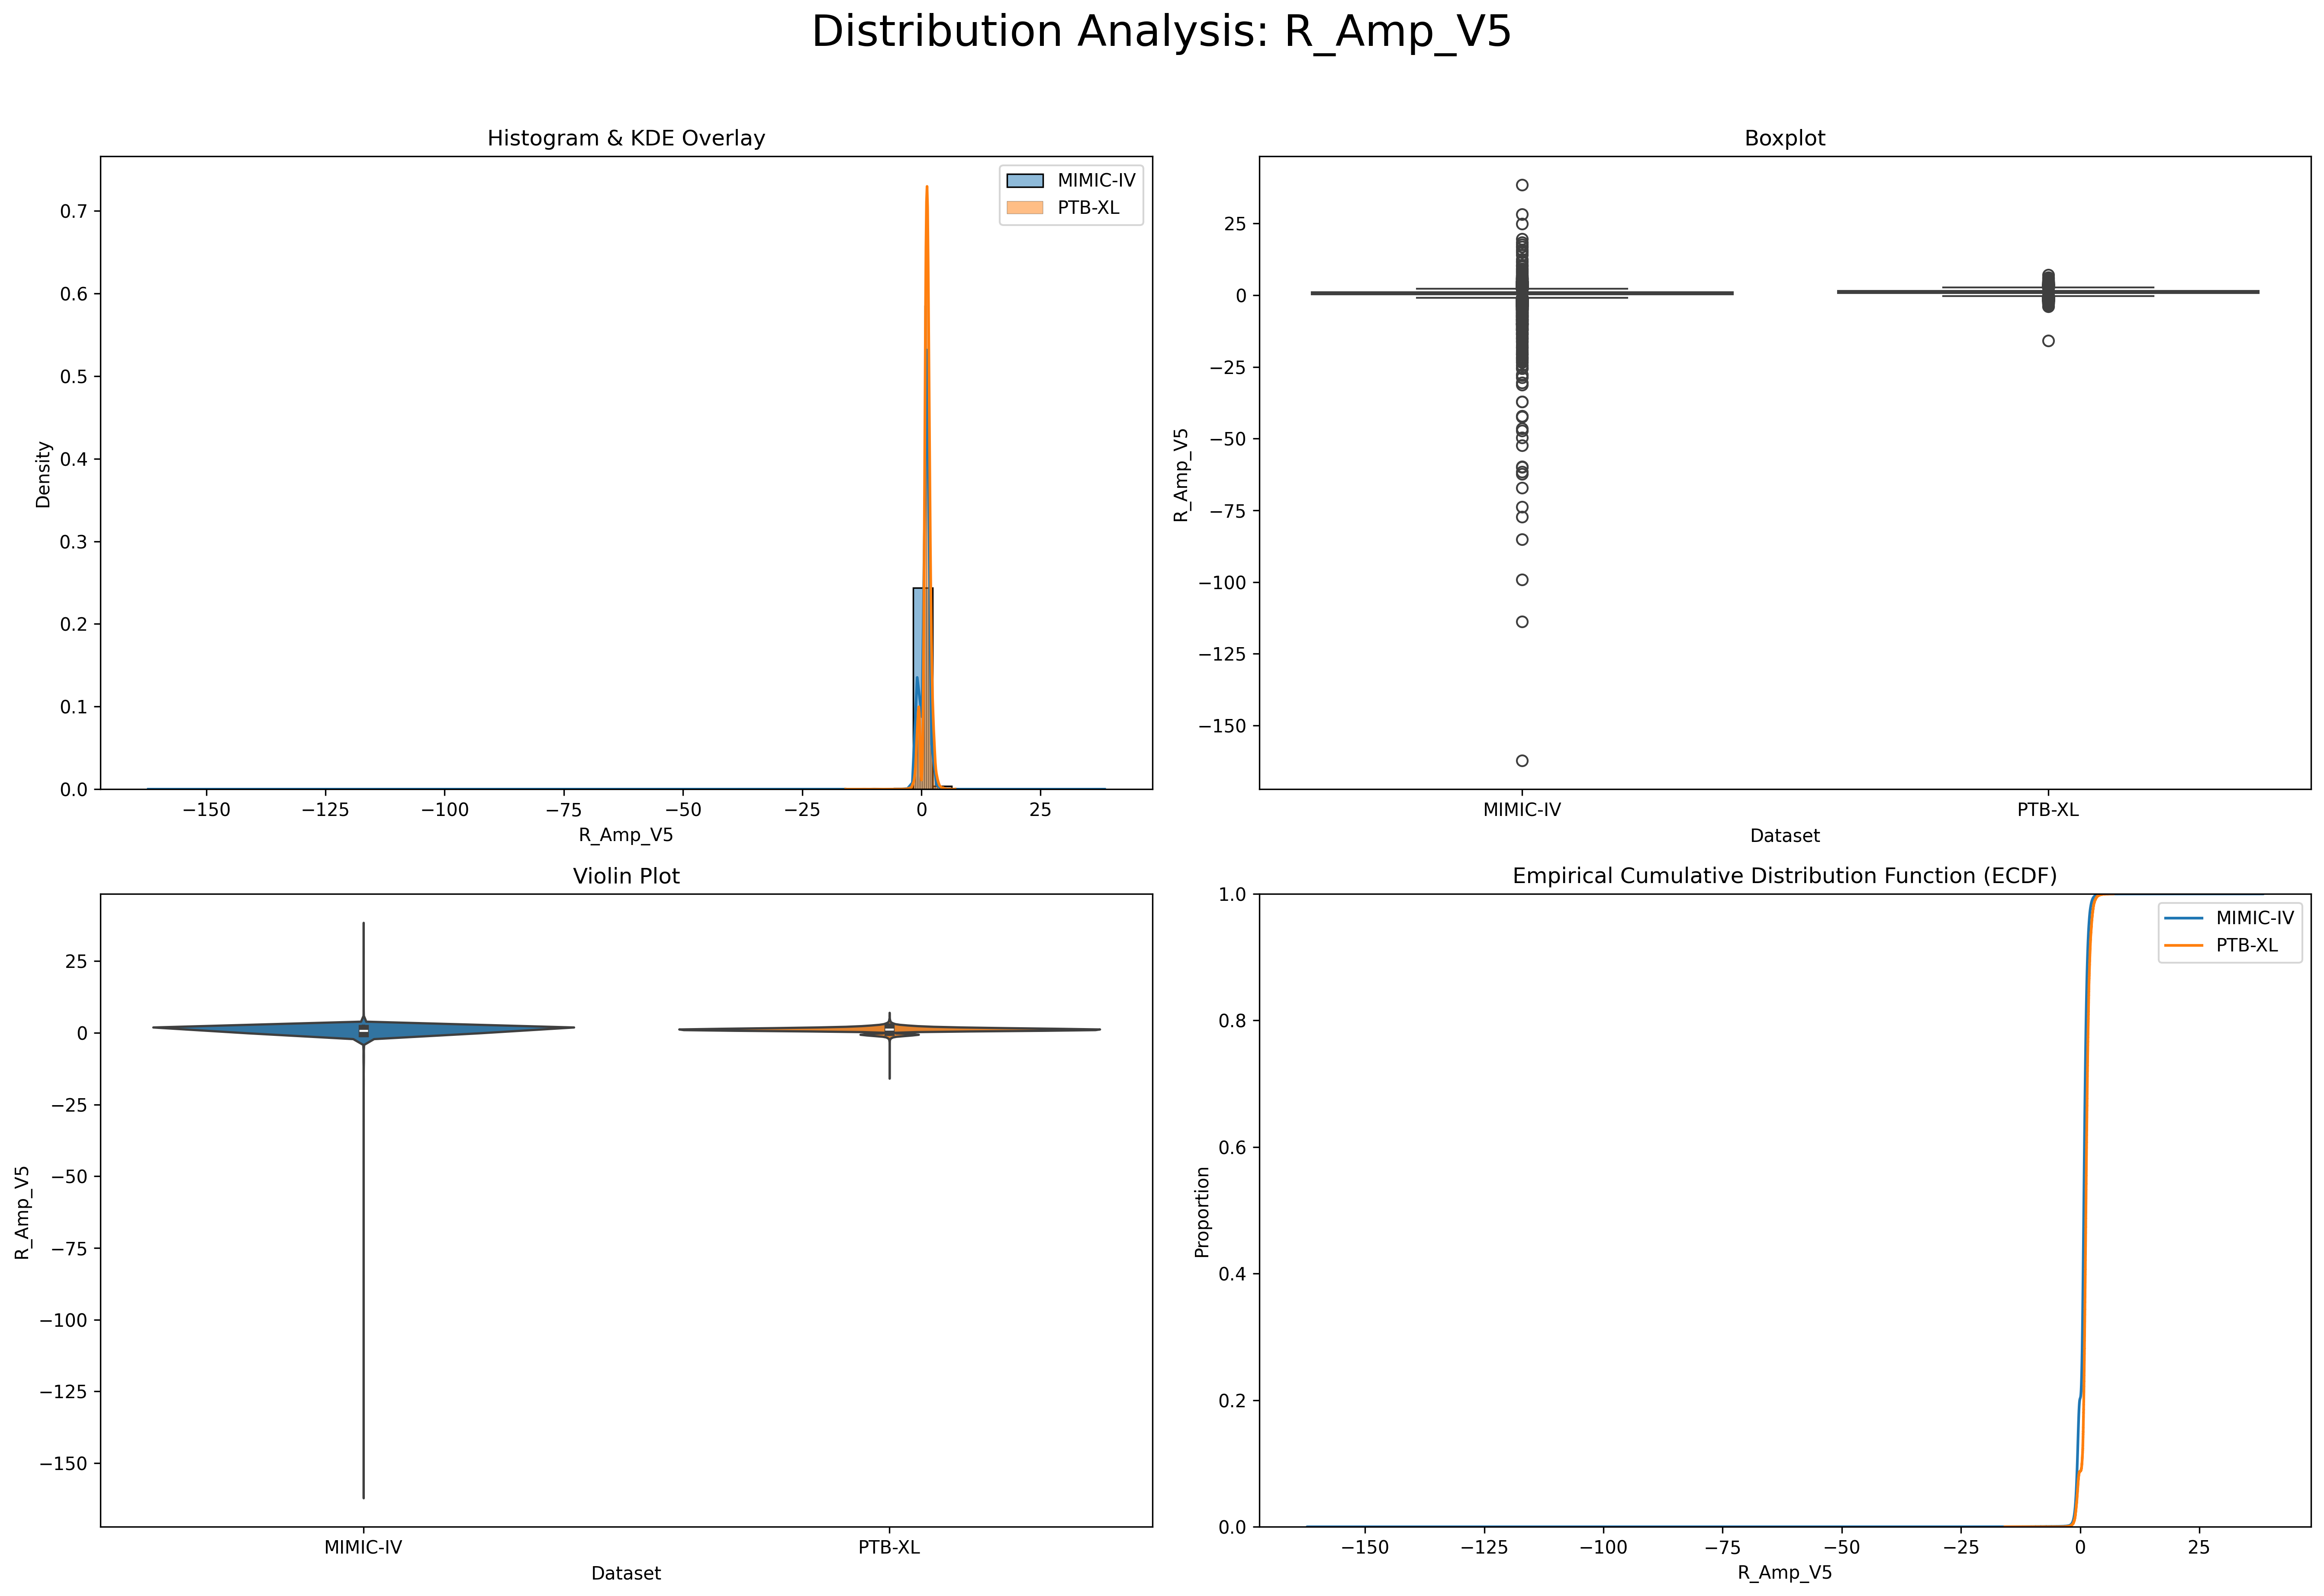 Distribution Analysis: R_Amp_V5
Histogram & KDE Overlay
MIMIC-IV
PTB-XL
0.7
0.6
0.5
0.4
0.3
0.2
0.1
0.0
Density
−150 −125 −100 −75 −50 −25 0 25
R_Amp_V5
Boxplot
25
0
−25
−50
−75
−100
−125
−150
R_Amp_V5
MIMIC-IV PTB-XL
Dataset
Violin Plot
25
0
−25
−50
−75
−100
−125
−150
R_Amp_V5
MIMIC-IV PTB-XL
Dataset
Empirical Cumulative Distribution Function (ECDF)
MIMIC-IV
PTB-XL
1.0
0.8
0.6
0.4
0.2
0.0
Proportion
−150 −125 −100 −75 −50 −25 0 25
R_Amp_V5